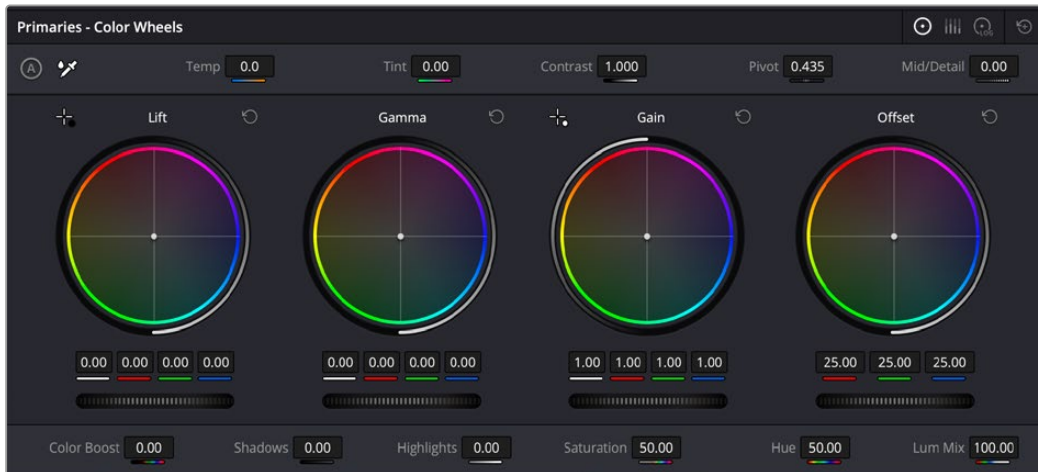 Primaries - Color Wheels
LOG
A Temp 0.0 Tint 0.00 Contrast 1.000 Pivot 0.435 Mid/Detail 0.00
Lift Gamma Gain Offset
0.00 0.00 0.00 0.00 0.00 0.00 0.00 0.00 1.00 1.00 1.00 1.00 25.00 25.00 25.00
Color Boost 0.00 Shadows 0.00 Highlights 0.00 Saturation 50.00 Hue 50.00 Lum Mix 100.00